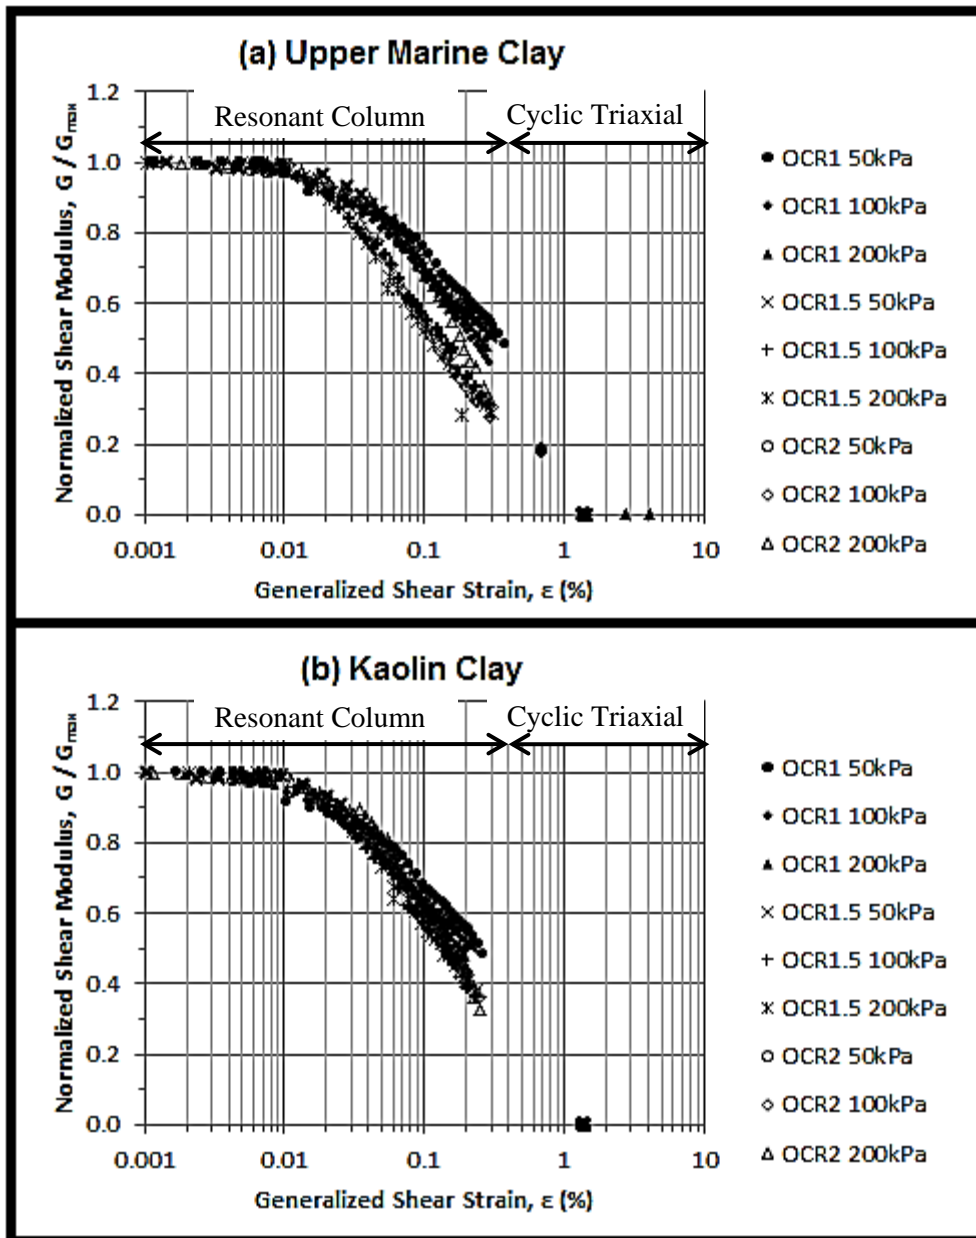 (a) Upper Marine Clay
Resonant Column
Cyclic Triaxial
Normalized Shear Modulus, G / Gmax
1.2
1.0
0.8
0.6
0.4
0.2
0.0
0.001
0.01
0.1
1
10
Generalized Shear Strain, ε (%)
OCR1 50kPa
OCR1 100kPa
OCR1 200kPa
OCR1.5 50kPa
OCR1.5 100kPa
OCR1.5 200kPa
OCR2 50kPa
OCR2 100kPa
OCR2 200kPa
(b) Kaolin Clay
Resonant Column
Cyclic Triaxial
Normalized Shear Modulus, G / Gmax
1.2
1.0
0.8
0.6
0.4
0.2
0.0
0.001
0.01
0.1
1
10
Generalized Shear Strain, ε (%)
OCR1 50kPa
OCR1 100kPa
OCR1 200kPa
OCR1.5 50kPa
OCR1.5 100kPa
OCR1.5 200kPa
OCR2 50kPa
OCR2 100kPa
OCR2 200kPa